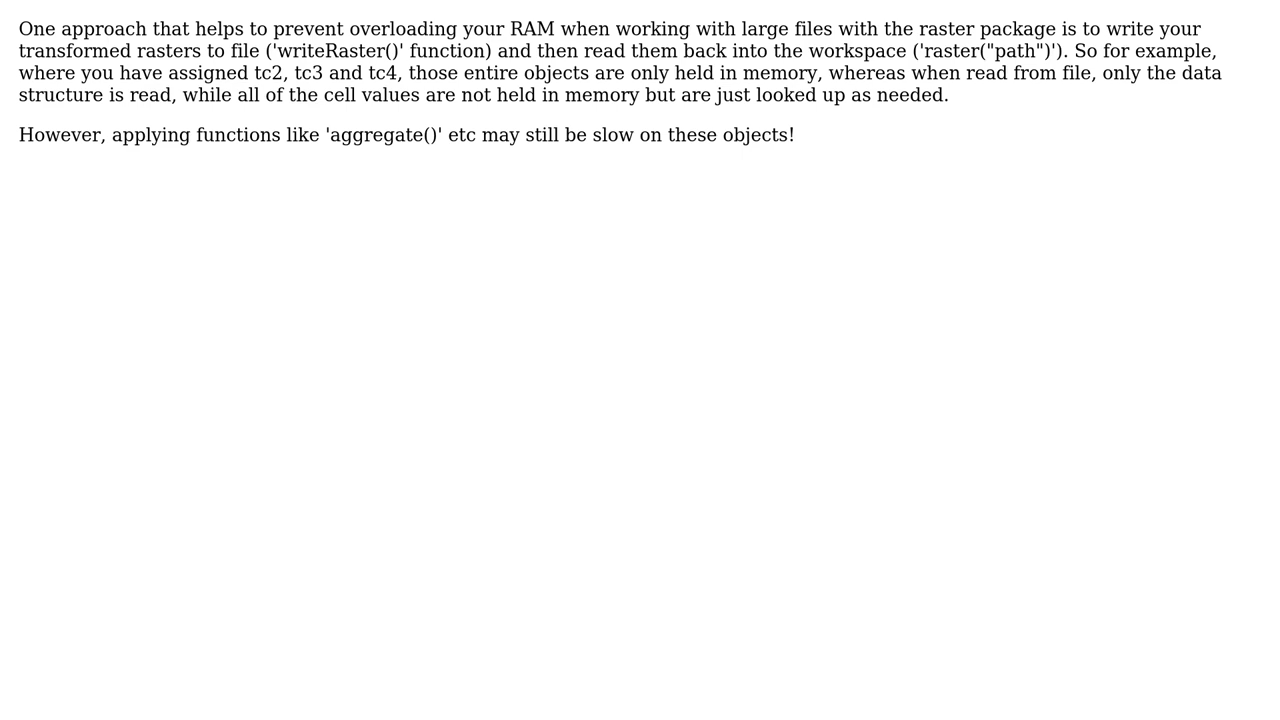 One approach that helps to prevent overloading your RAM when working with large files with the raster package is to write your
transformed rasters to file ('writeRaster()' function) and then read them back into the workspace ('raster("path")'). So for example,
where you have assigned tc2, tc3 and tc4, those entire objects are only held in memory, whereas when read from file, only the data
structure is read, while all of the cell values are not held in memory but are just looked up as needed.
However, applying functions like 'aggregate()' etc may still be slow on these objects!